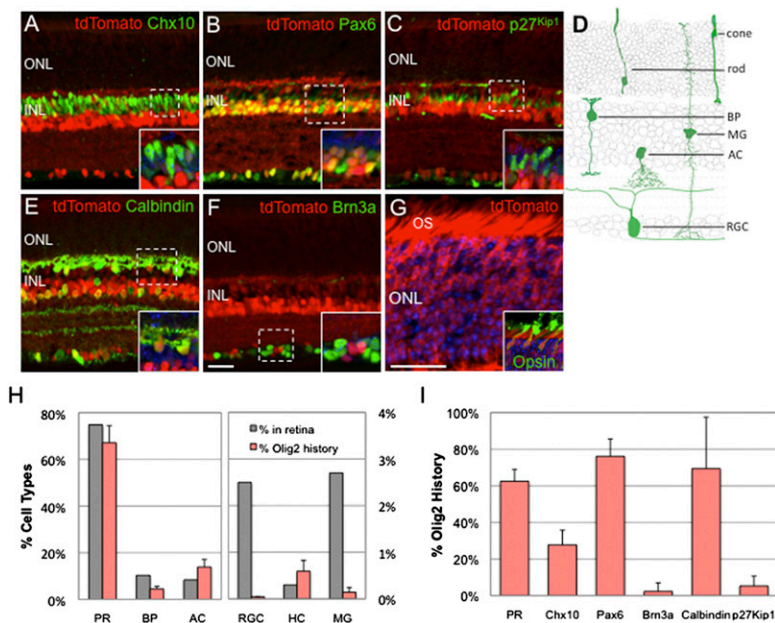 A
tdTomato Chx10
ONL
INL
B
tdTomato Pax6
ONL
INL
C
tdTomato p27Kip1
ONL
INL
D
cone
rod
BP
MG
AC
RGC
E
tdTomato Calbindin
ONL
INL
F
tdTomato Brn3a
ONL
INL
G
tdTomato
OS
ONL
Opsin
H
80%
60%
40%
20%
0%
% Cell Types
PR BP AC
% in retina
% Olig2 history
4%
3%
2%
1%
0%
RGC HC MG
I
100%
80%
60%
40%
20%
0%
% Olig2 History
PR Chx10 Pax6 Brn3a Calbindin p27Kip1